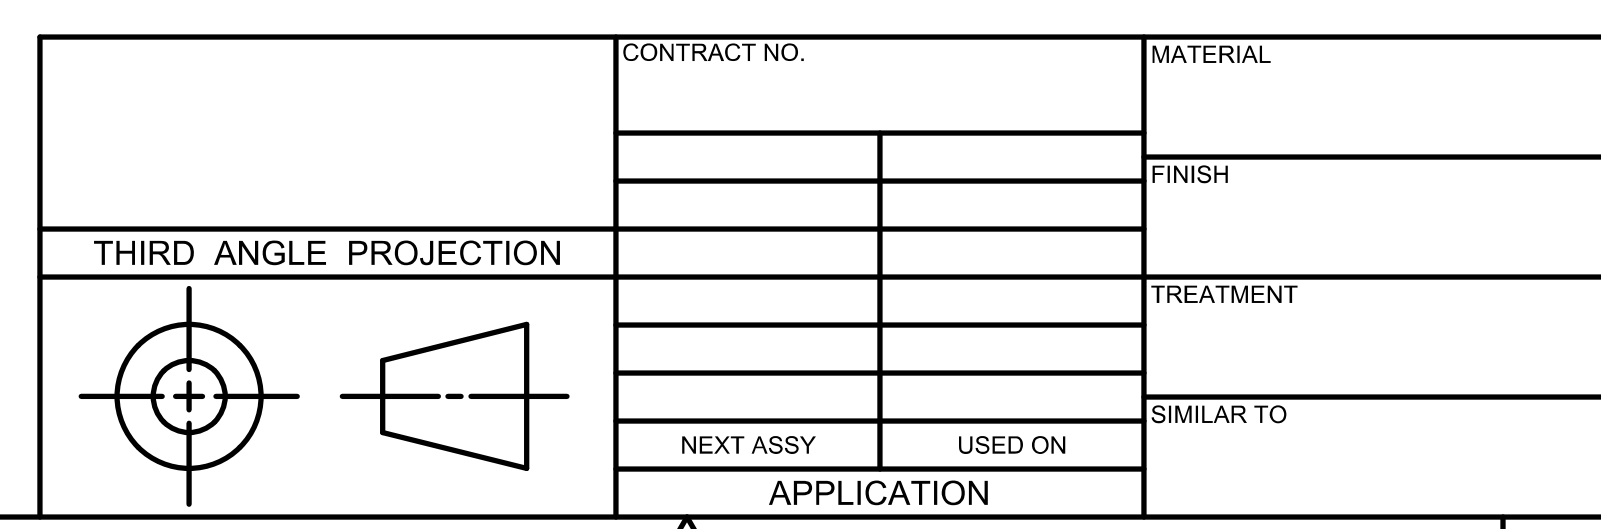 CONTRACT NO.
MATERIAL
FINISH
THIRD ANGLE PROJECTION
TREATMENT
SIMILAR TO
NEXT ASSY
USED ON
APPLICATION